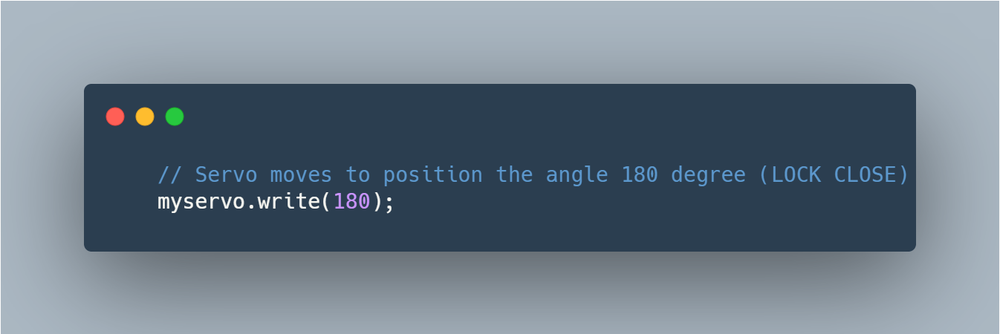 // Servo moves to position the angle 180 degree (LOCK CLOSE)
myservo.write(180);